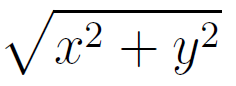 √(x² + y²)